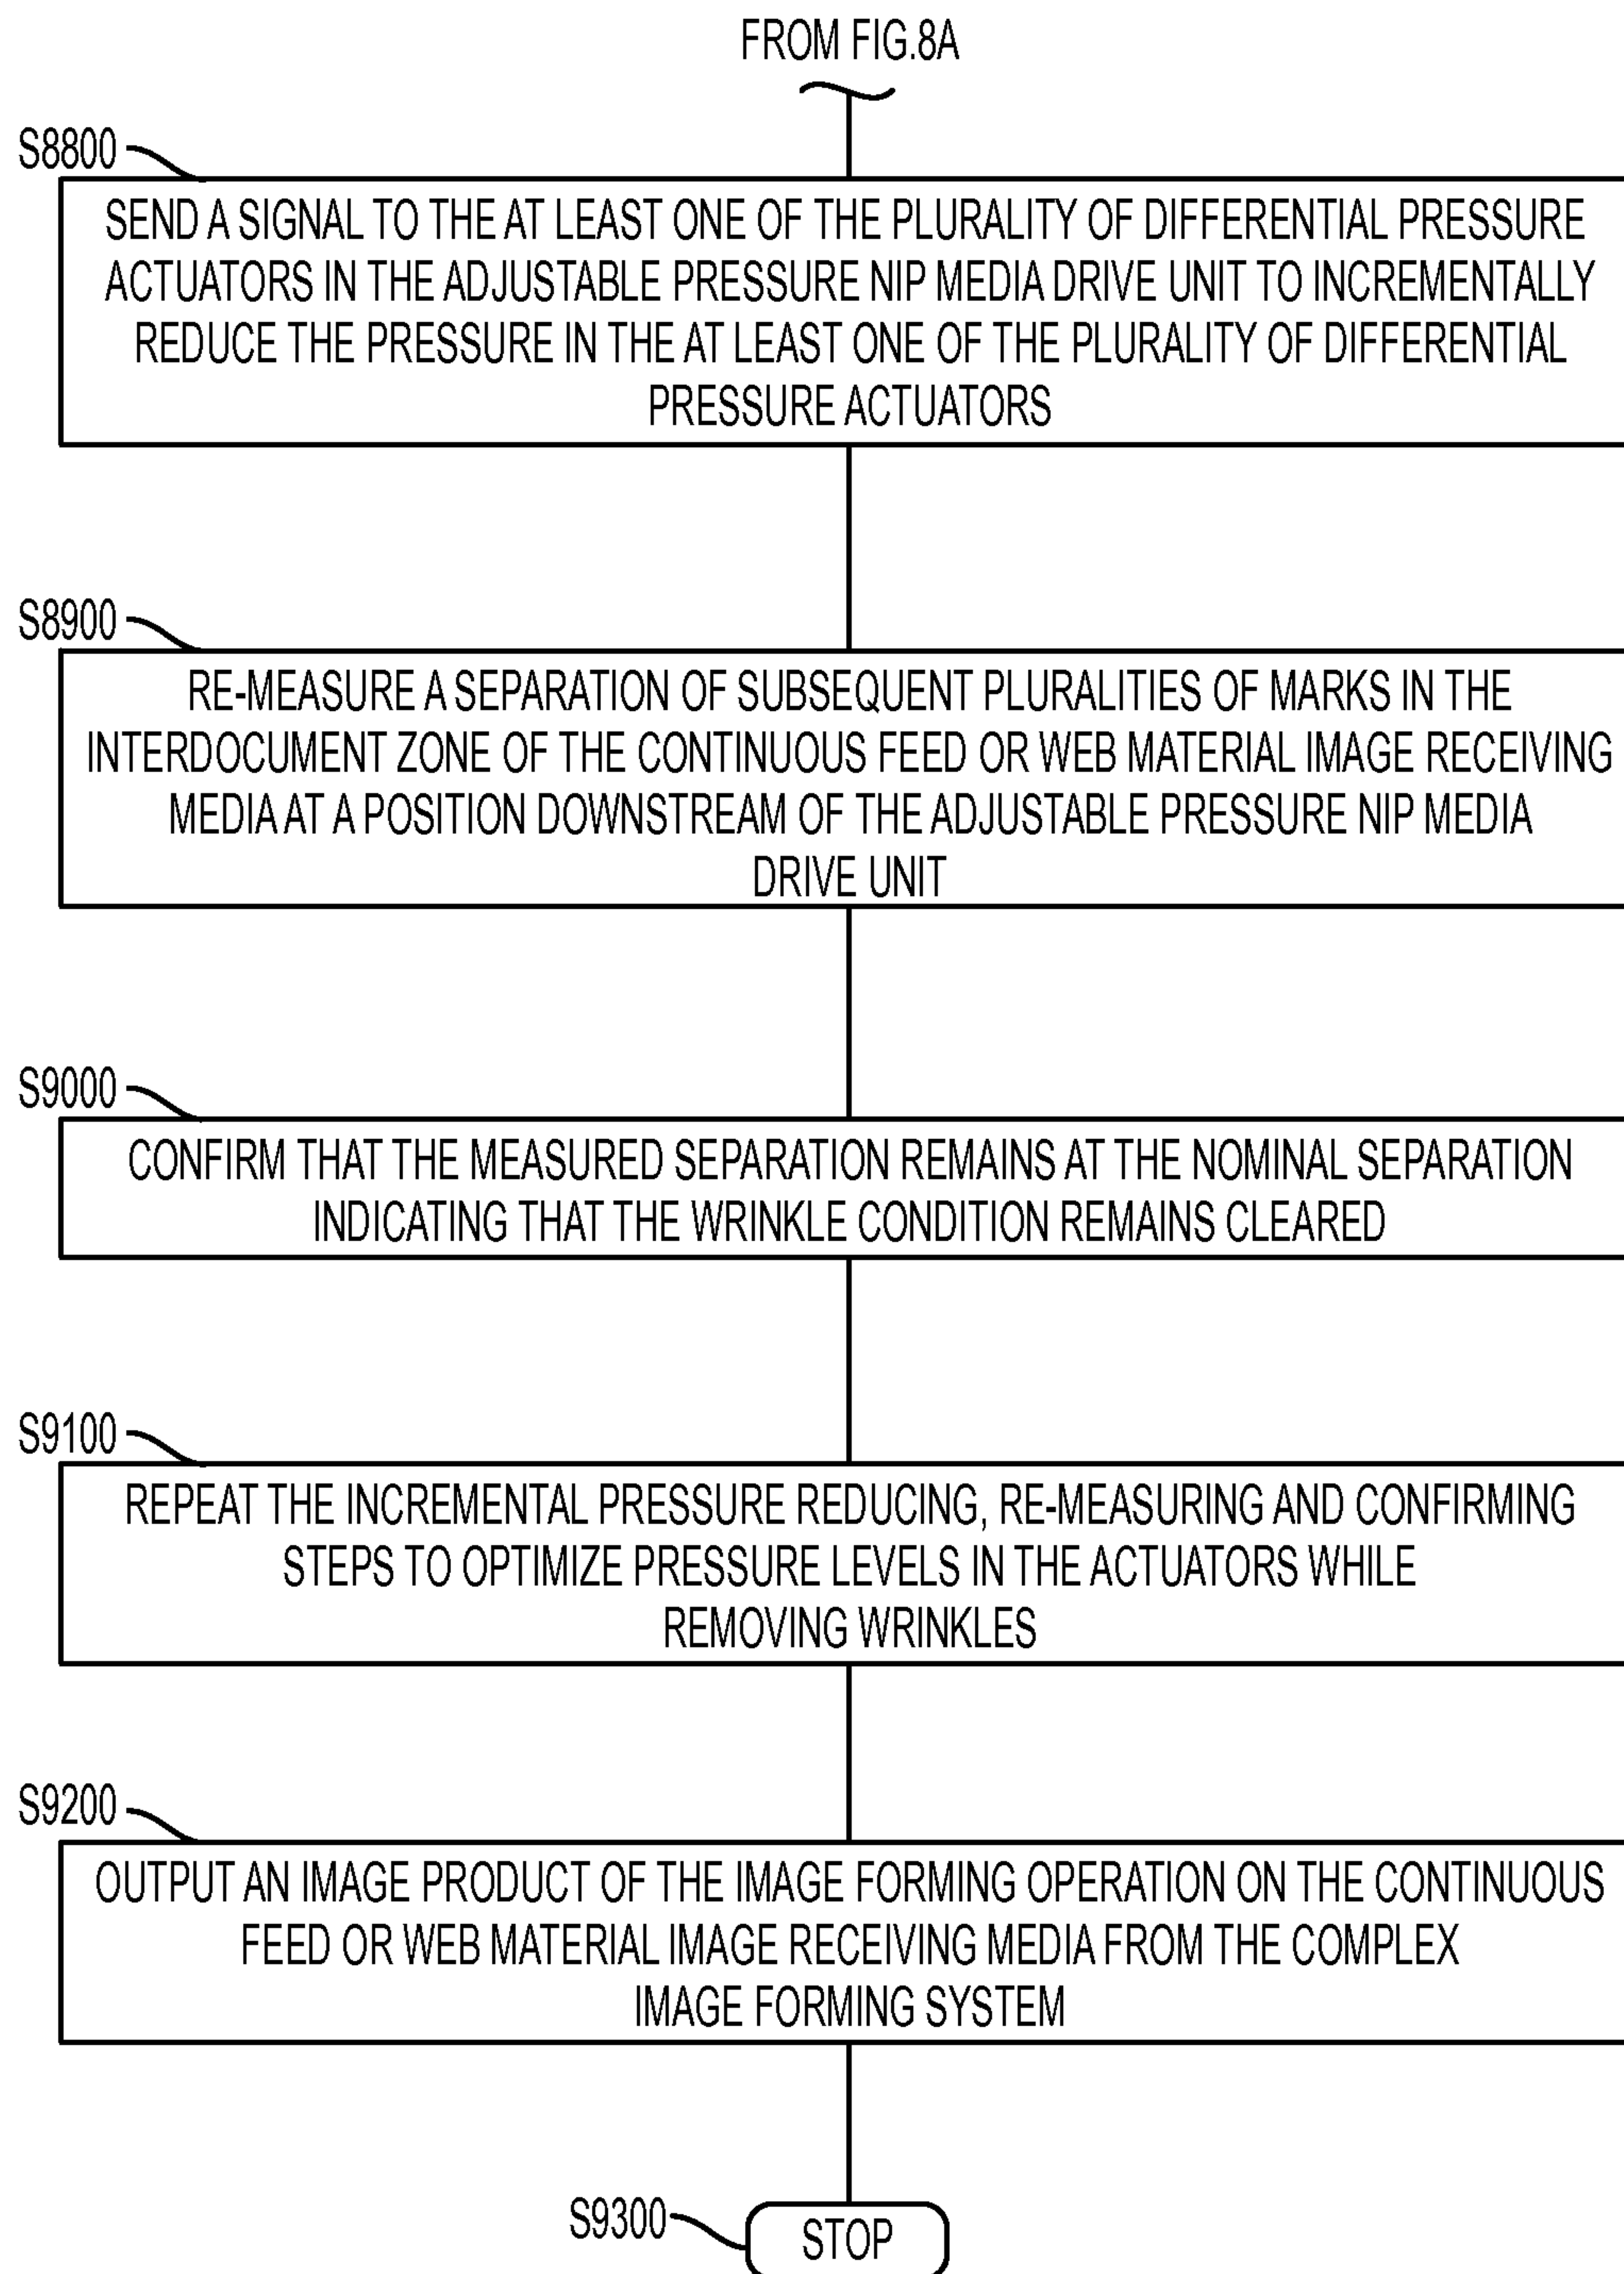 FROM FIG.8A
S8800
SEND A SIGNAL TO THE AT LEAST ONE OF THE PLURALITY OF DIFFERENTIAL PRESSURE
ACTUATORS IN THE ADJUSTABLE PRESSURE NIP MEDIA DRIVE UNIT TO INCREMENTALLY
REDUCE THE PRESSURE IN THE AT LEAST ONE OF THE PLURALITY OF DIFFERENTIAL
PRESSURE ACTUATORS
S8900
RE-MEASURE A SEPARATION OF SUBSEQUENT PLURALITIES OF MARKS IN THE
INTERDOCUMENT ZONE OF THE CONTINUOUS FEED OR WEB MATERIAL IMAGE RECEIVING
MEDIA AT A POSITION DOWNSTREAM OF THE ADJUSTABLE PRESSURE NIP MEDIA
DRIVE UNIT
S9000
CONFIRM THAT THE MEASURED SEPARATION REMAINS AT THE NOMINAL SEPARATION
INDICATING THAT THE WRINKLE CONDITION REMAINS CLEARED
S9100
REPEAT THE INCREMENTAL PRESSURE REDUCING, RE-MEASURING AND CONFIRMING
STEPS TO OPTIMIZE PRESSURE LEVELS IN THE ACTUATORS WHILE
REMOVING WRINKLES
S9200
OUTPUT AN IMAGE PRODUCT OF THE IMAGE FORMING OPERATION ON THE CONTINUOUS
FEED OR WEB MATERIAL IMAGE RECEIVING MEDIA FROM THE COMPLEX
IMAGE FORMING SYSTEM
S9300
STOP